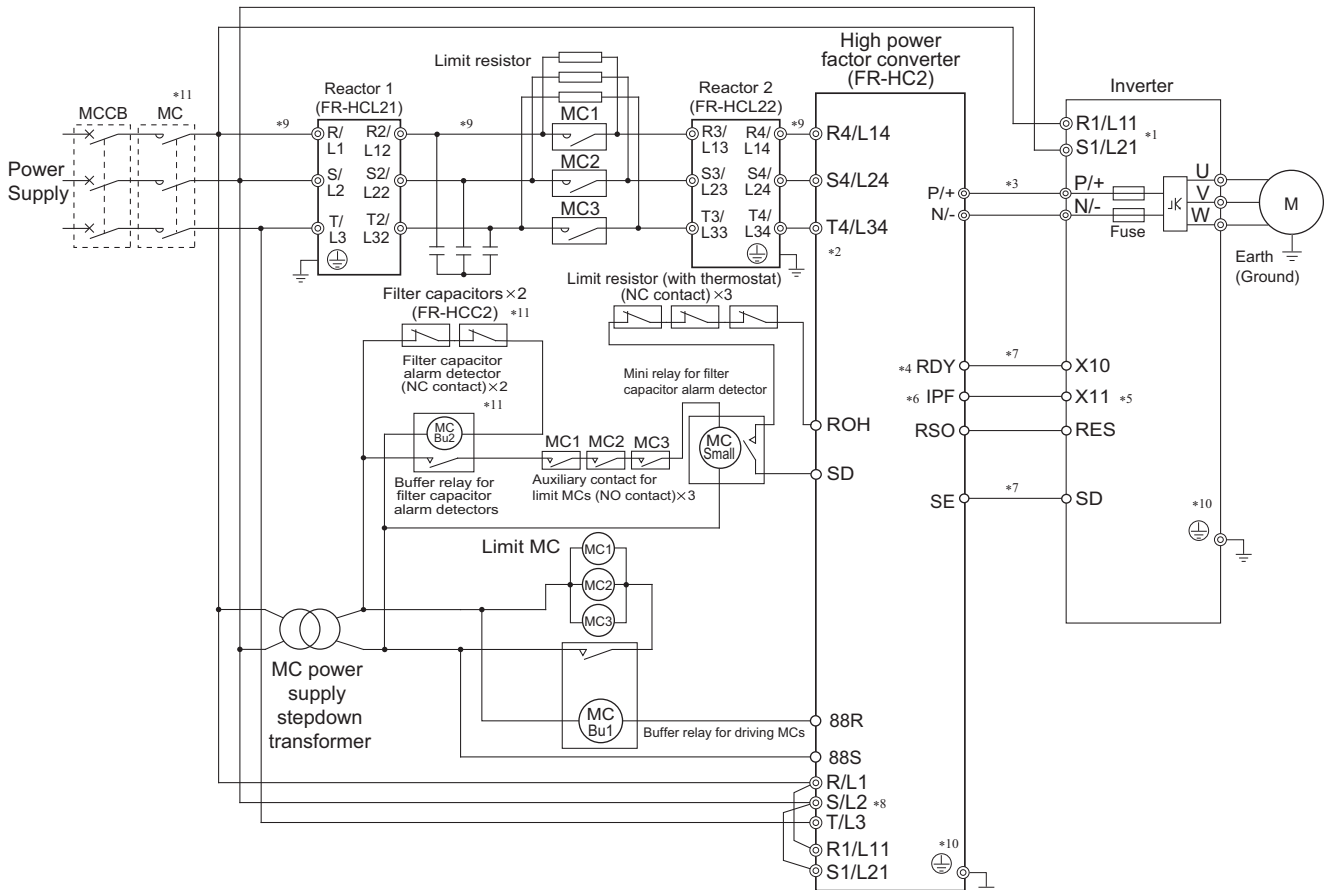 High power
factor converter
(FR-HC2)
Inverter
Limit resistor
Reactor 1
(FR-HCL21)
Reactor 2
(FR-HCL22)
MCCB
MC
*11
Power
Supply
*9
R/
L1
R2/
L12
*9
MC1
R3/
L13
R4/
L14
*9
R4/L14
S/
L2
S2/
L22
MC2
S3/
L23
S4/
L24
S4/L24
T/
L3
T2/
L32
MC3
T3/
L33
T4/
L34
T4/L34
*2
R1/L11
S1/L21
*1
P/+
N/-
*3
P/+
N/-
Fuse
U
V
W
M
Earth
(Ground)
Filter capacitors×2
(FR-HCC2)
*11
Filter capacitor
alarm detector
(NC contact)×2
Limit resistor (with thermostat)
(NC contact)×3
Mini relay for filter
capacitor alarm detector
*11
MC
Bu2
Buffer relay for
filter capacitor
alarm detectors
MC1
MC2
MC3
Auxiliary contact for
limit MCs (NO contact)×3
MC
Small
ROH
SD
*4 RDY
*7
X10
*6 IPF
X11 *5
RSO
RES
SE
*7
SD
*10
Limit MC
MC1
MC2
MC3
MC power
supply
stepdown
transformer
MC
Bu1
Buffer relay for driving MCs
88R
88S
R/L1
S/L2 *8
T/L3
R1/L11
S1/L21
*10